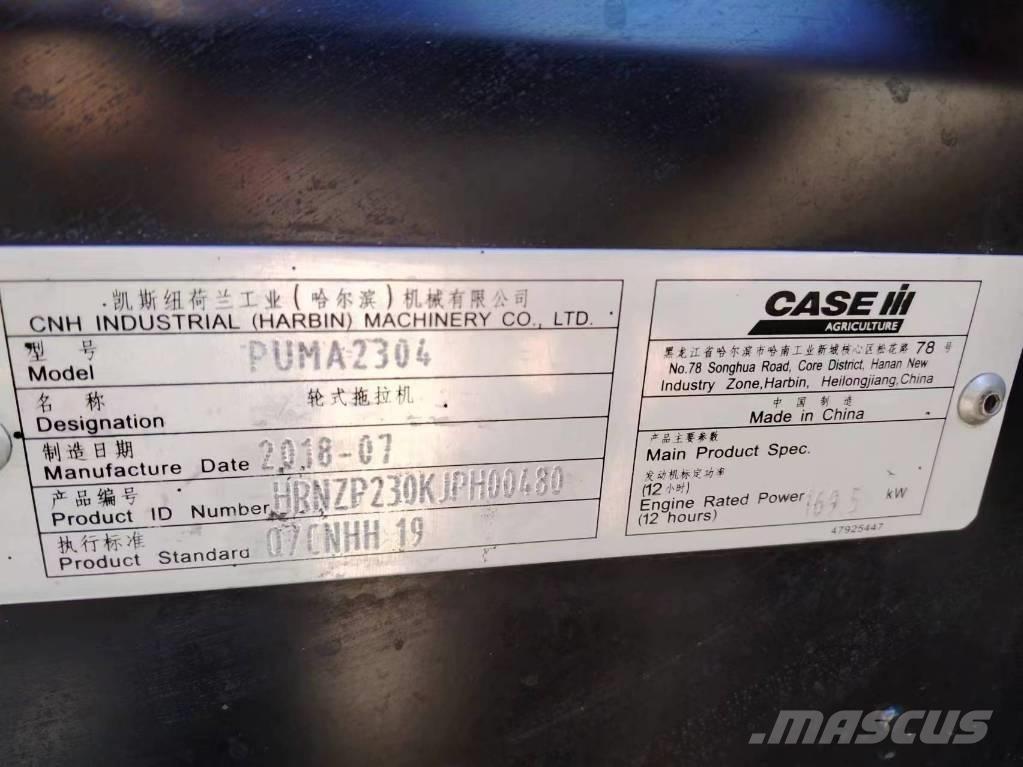 凯斯纽荷兰工业(哈尔滨)机械有限公司
CNH INDUSTRIAL (HARBIN) MACHINERY CO., LTD.
型 号
Model PUMA2304
名 称
Designation 轮式拖拉机
制造日期
Manufacture Date 2018-07
产品编号
Product ID Number HRNZP230KJPH00480
执行标准
Product Standard 07CNHH 19
CASE IH
AGRICULTURE
黑龙江省哈尔滨市哈南工业新城核心区松花路 78 号
No.78 Songhua Road, Core District, Hanan New
Industry Zone,Harbin, Heilongjiang,China
中 国 制 造
Made in China
产品主要参数
Main Product Spec.
发动机标定功率
(12小时)
Engine Rated Power 169.5 kW
(12 hours)
47925447
MASCUS